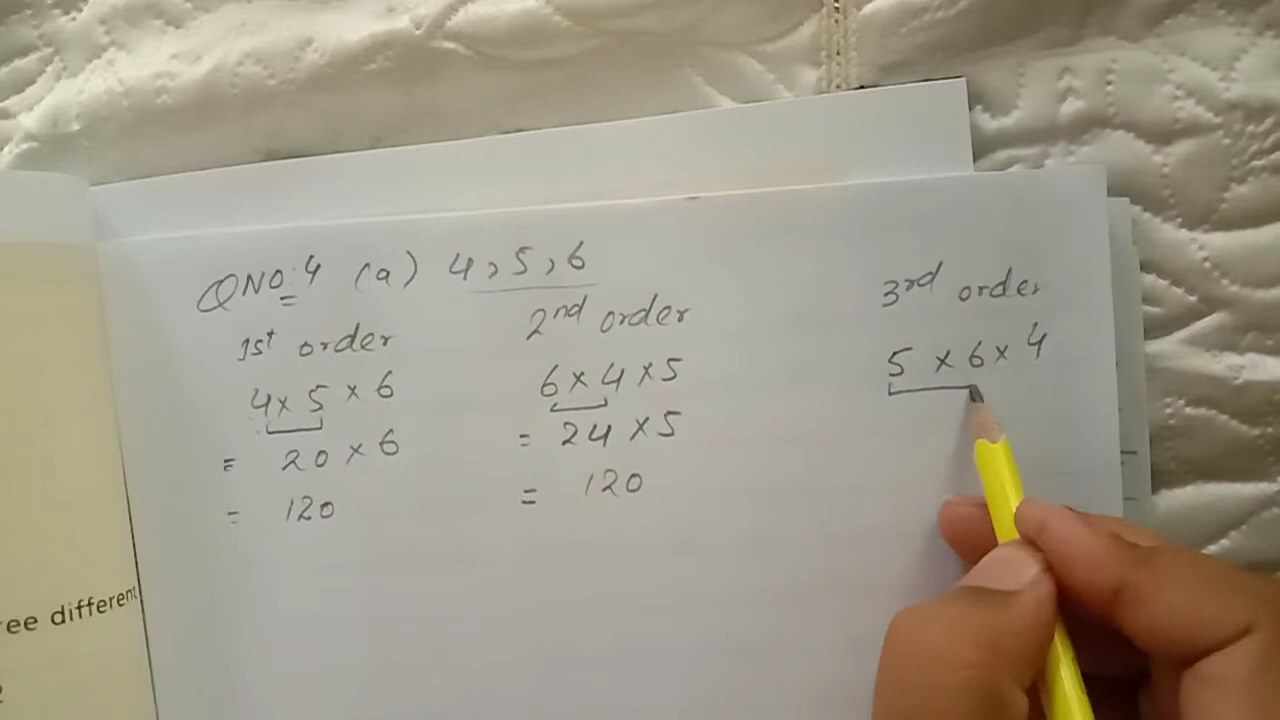 QNO:4 (a) 4,5,6
1st order
4 × 5 × 6
= 20 × 6
= 120
2nd order
6 × 4 × 5
= 24 × 5
= 120
3rd order
5 × 6 × 4
ree different